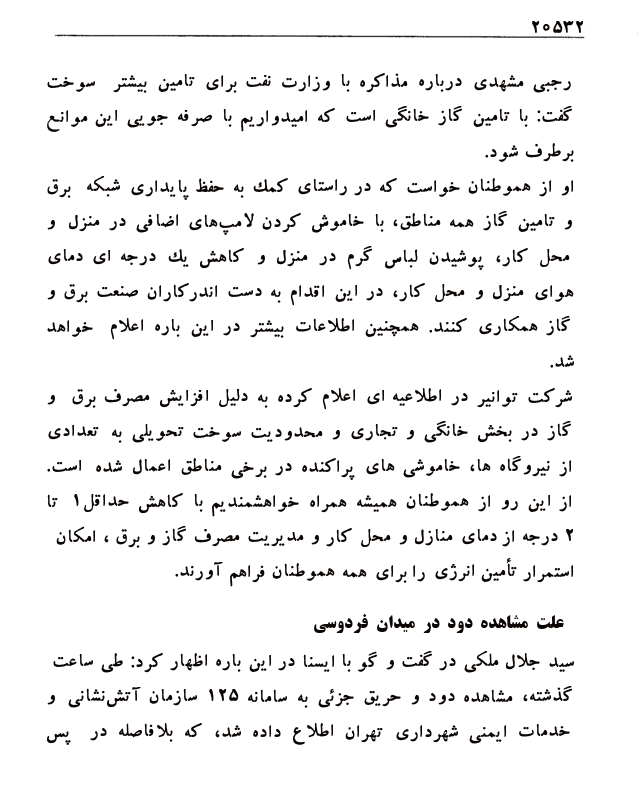 ۲۰۵۳۲
رجبی مشهدی درباره مذاکره با وزارت نفت برای تامین بیشتر سوخت
گفت: با تامین گاز خانگی است که امیدواریم با صرفه جویی این موانع
برطرف شود.
او از هموطنان خواست که در راستای کمك به حفظ پایداری شبکه برق
و تامین گاز همه مناطق، با خاموش کردن لامپ‌های اضافی در منزل و
محل کار، پوشیدن لباس گرم در منزل و کاهش یك درجه ای دمای
هوای منزل و محل کار، در این اقدام به دست اندرکاران صنعت برق و
گاز همکاری کنند. همچنین اطلاعات بیشتر در این باره اعلام خواهد
شد.
شرکت توانیر در اطلاعیه ای اعلام کرده به دلیل افزایش مصرف برق و
گاز در بخش خانگی و تجاری و محدودیت سوخت تحویلی به تعدادی
از نیروگاه ها، خاموشی های پراکنده در برخی مناطق اعمال شده است.
از این رو از هموطنان همیشه همراه خواهشمندیم با کاهش حداقل۱ تا
۲ درجه از دمای منازل و محل کار و مدیریت مصرف گاز و برق ، امکان
استمرار تأمین انرژی را برای همه هموطنان فراهم آورند.
علت مشاهده دود در میدان فردوسی
سید جلال ملکی در گفت و گو با ایسنا در این باره اظهار کرد: طی ساعت
گذشته، مشاهده دود و حریق جزئی به سامانه ۱۲۵ سازمان آتش‌نشانی و
خدمات ایمنی شهرداری تهران اطلاع داده شد، که بلافاصله در پس